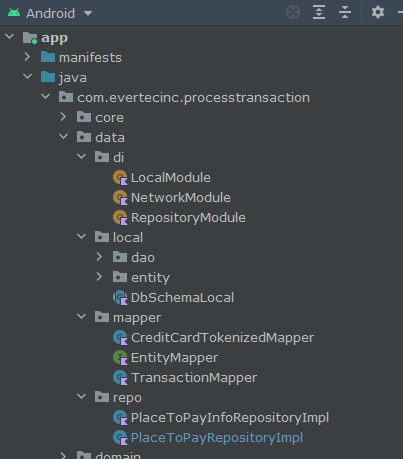 Android
app
manifests
java
com.evertecinc.processtransaction
core
data
di
LocalModule
NetworkModule
RepositoryModule
local
dao
entity
DbSchemaLocal
mapper
CreditCardTokenizedMapper
EntityMapper
TransactionMapper
repo
PlaceToPayInfoRepositoryImpl
PlaceToPayRepositoryImpl
domain